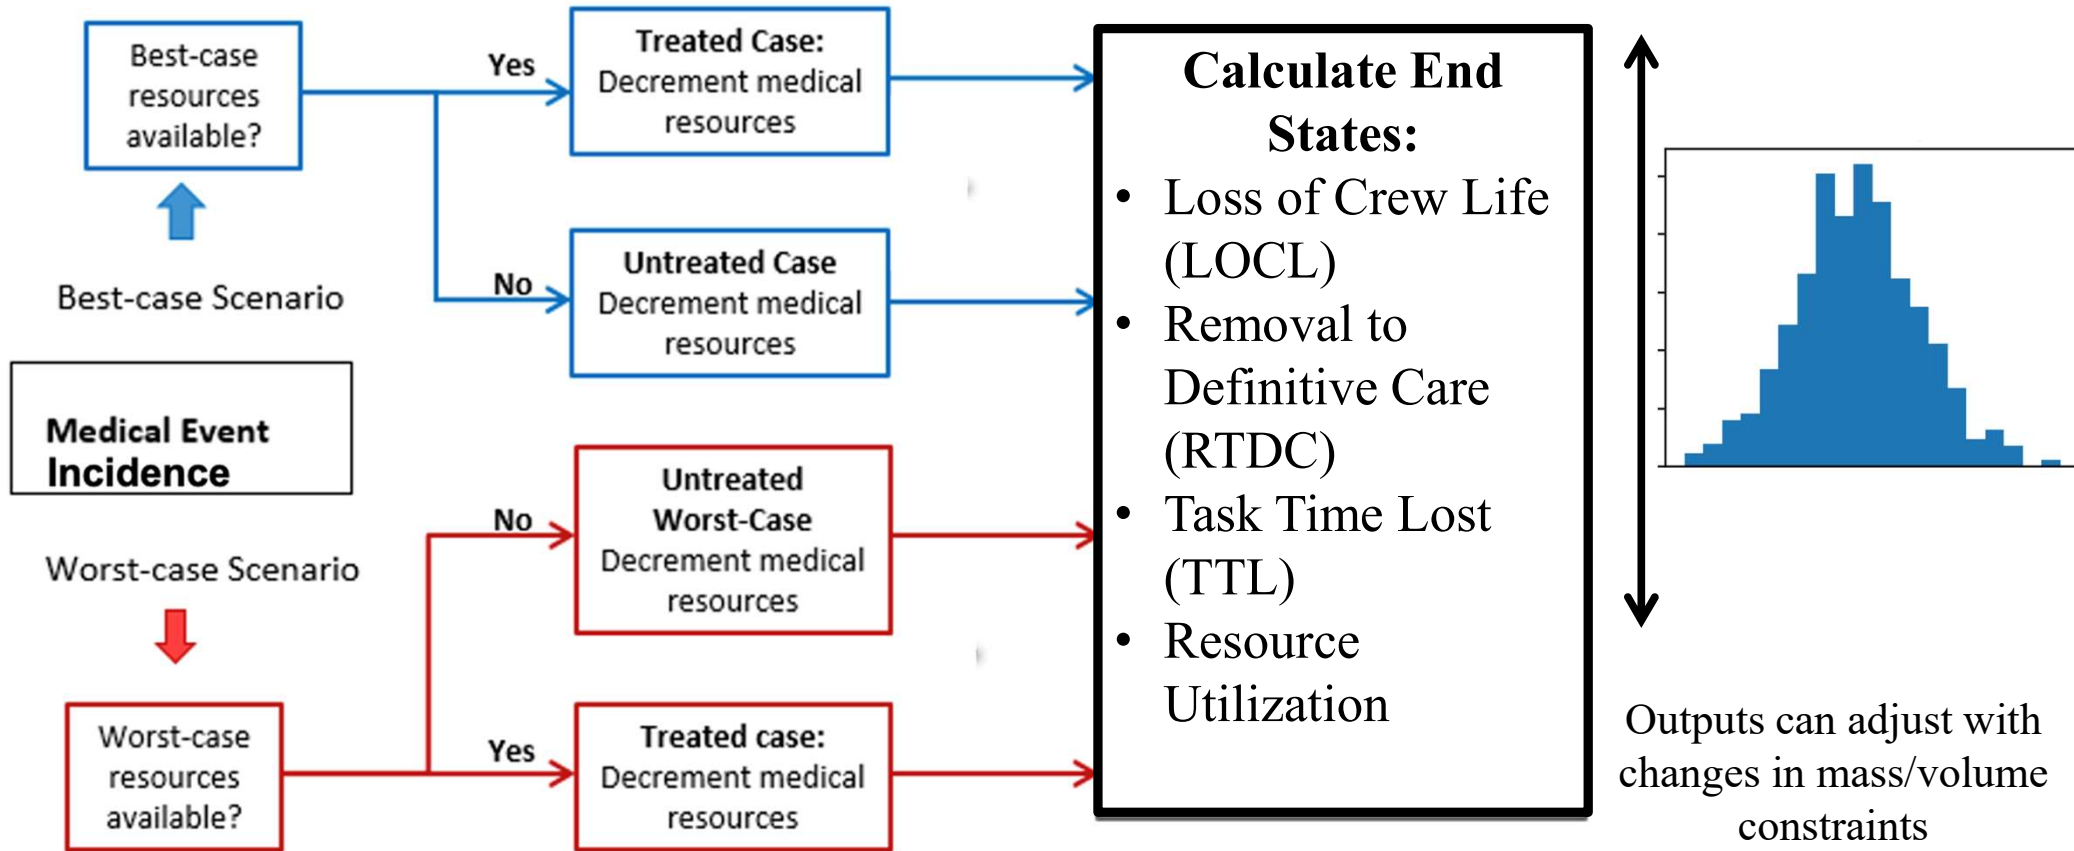 Best-case
resources
available?
Best-case Scenario
Medical Event
Incidence
Worst-case Scenario
Worst-case
resources
available?
Yes
No
No
Yes
Treated Case:
Decrement medical
resources
Untreated Case
Decrement medical
resources
Untreated
Worst-Case
Decrement medical
resources
Treated case:
Decrement medical
resources
Calculate End
States:
• Loss of Crew Life
(LOCL)
• Removal to
Definitive Care
(RTDC)
• Task Time Lost
(TTL)
• Resource
Utilization
Outputs can adjust with
changes in mass/volume
constraints